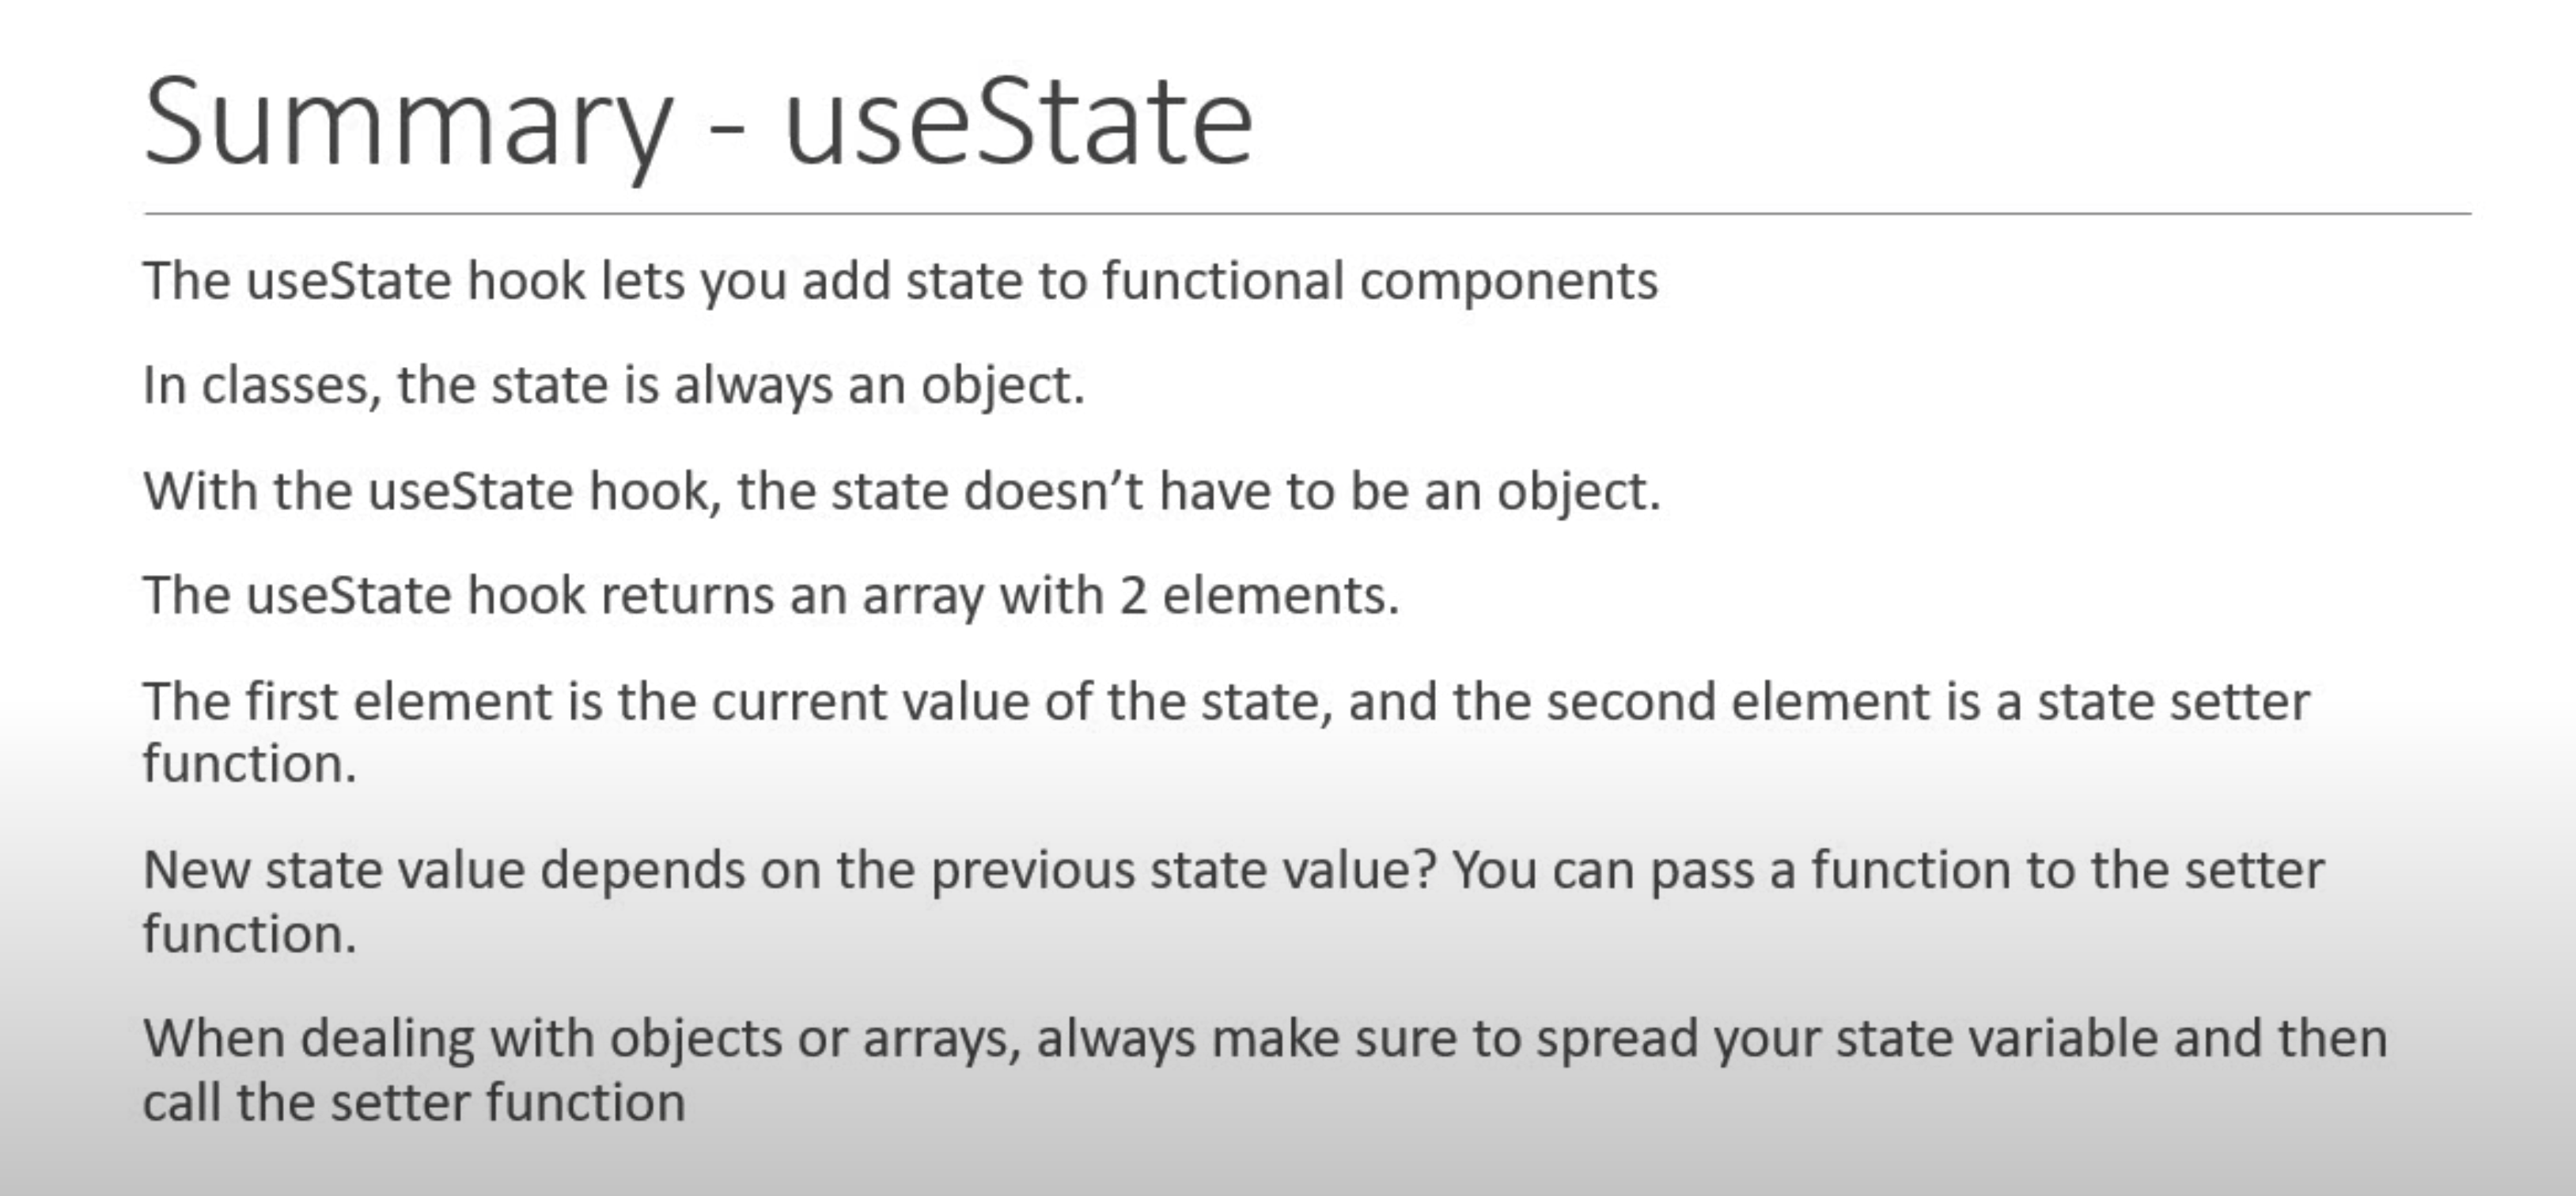 Summary - useState
The useState hook lets you add state to functional components
In classes, the state is always an object.
With the useState hook, the state doesn’t have to be an object.
The useState hook returns an array with 2 elements.
The first element is the current value of the state, and the second element is a state setter
function.
New state value depends on the previous state value? You can pass a function to the setter
function.
When dealing with objects or arrays, always make sure to spread your state variable and then
call the setter function